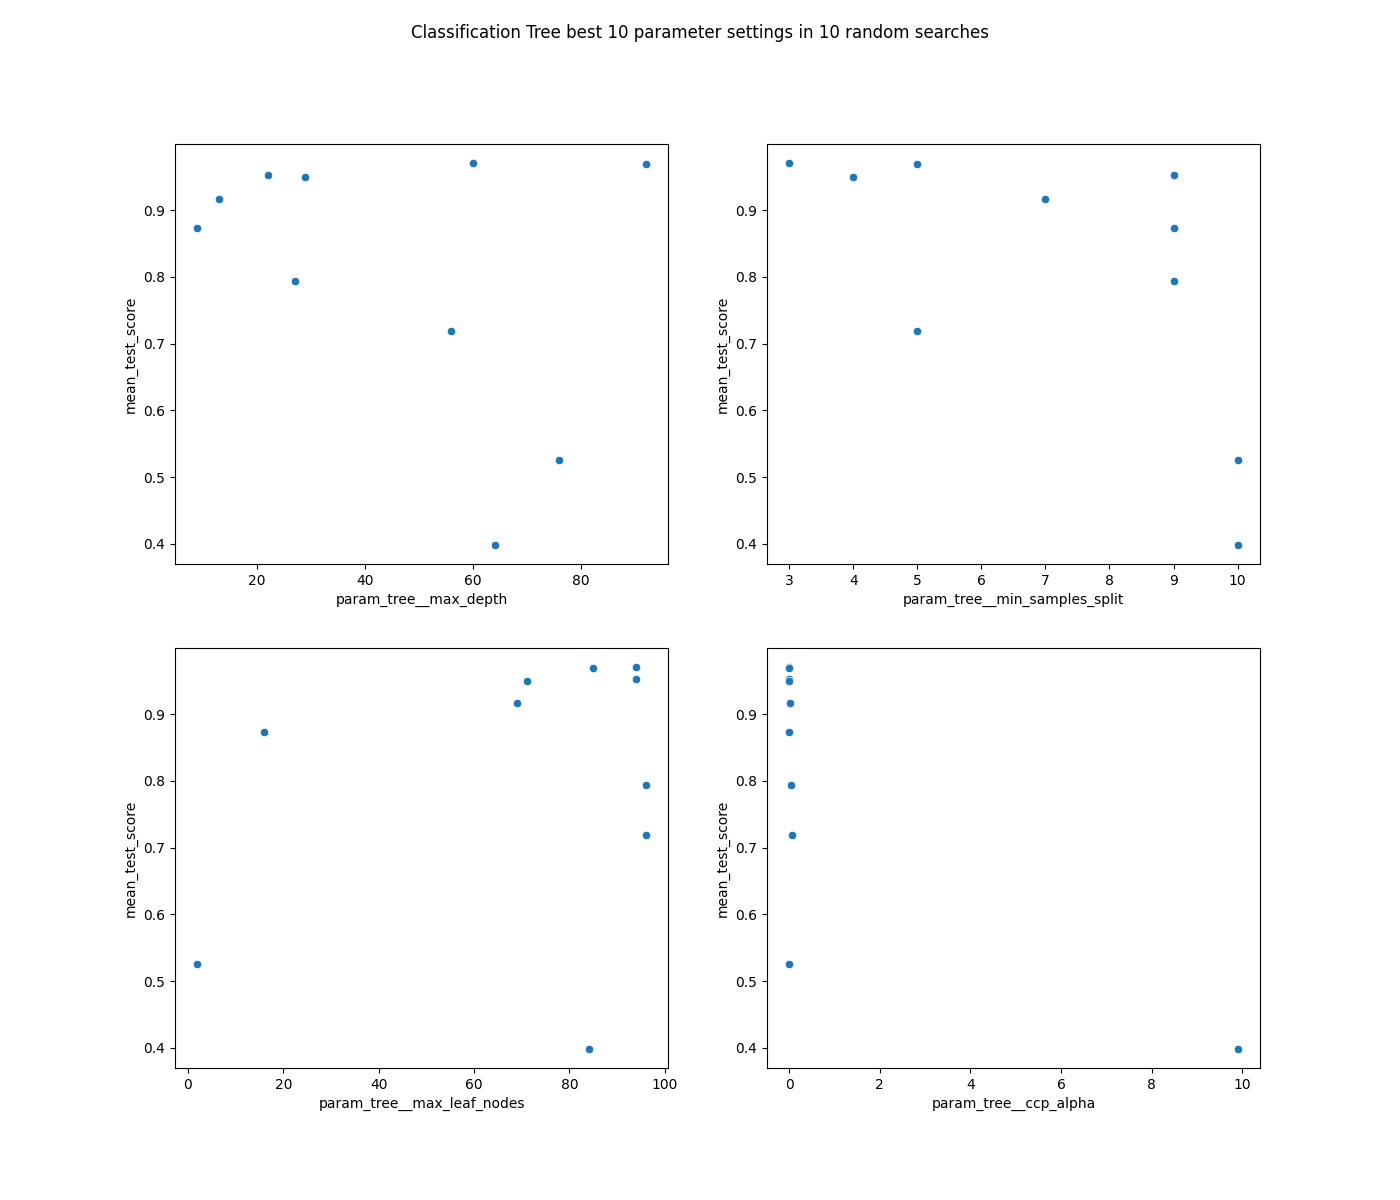 Classification Tree best 10 parameter settings in 10 random searches
mean_test_score
0.9
0.8
0.7
0.6
0.5
0.4
20 40 60 80
param_tree__max_depth
mean_test_score
0.9
0.8
0.7
0.6
0.5
0.4
3 4 5 6 7 8 9 10
param_tree__min_samples_split
mean_test_score
0.9
0.8
0.7
0.6
0.5
0.4
0 20 40 60 80 100
param_tree__max_leaf_nodes
mean_test_score
0.9
0.8
0.7
0.6
0.5
0.4
0 2 4 6 8 10
param_tree__ccp_alpha